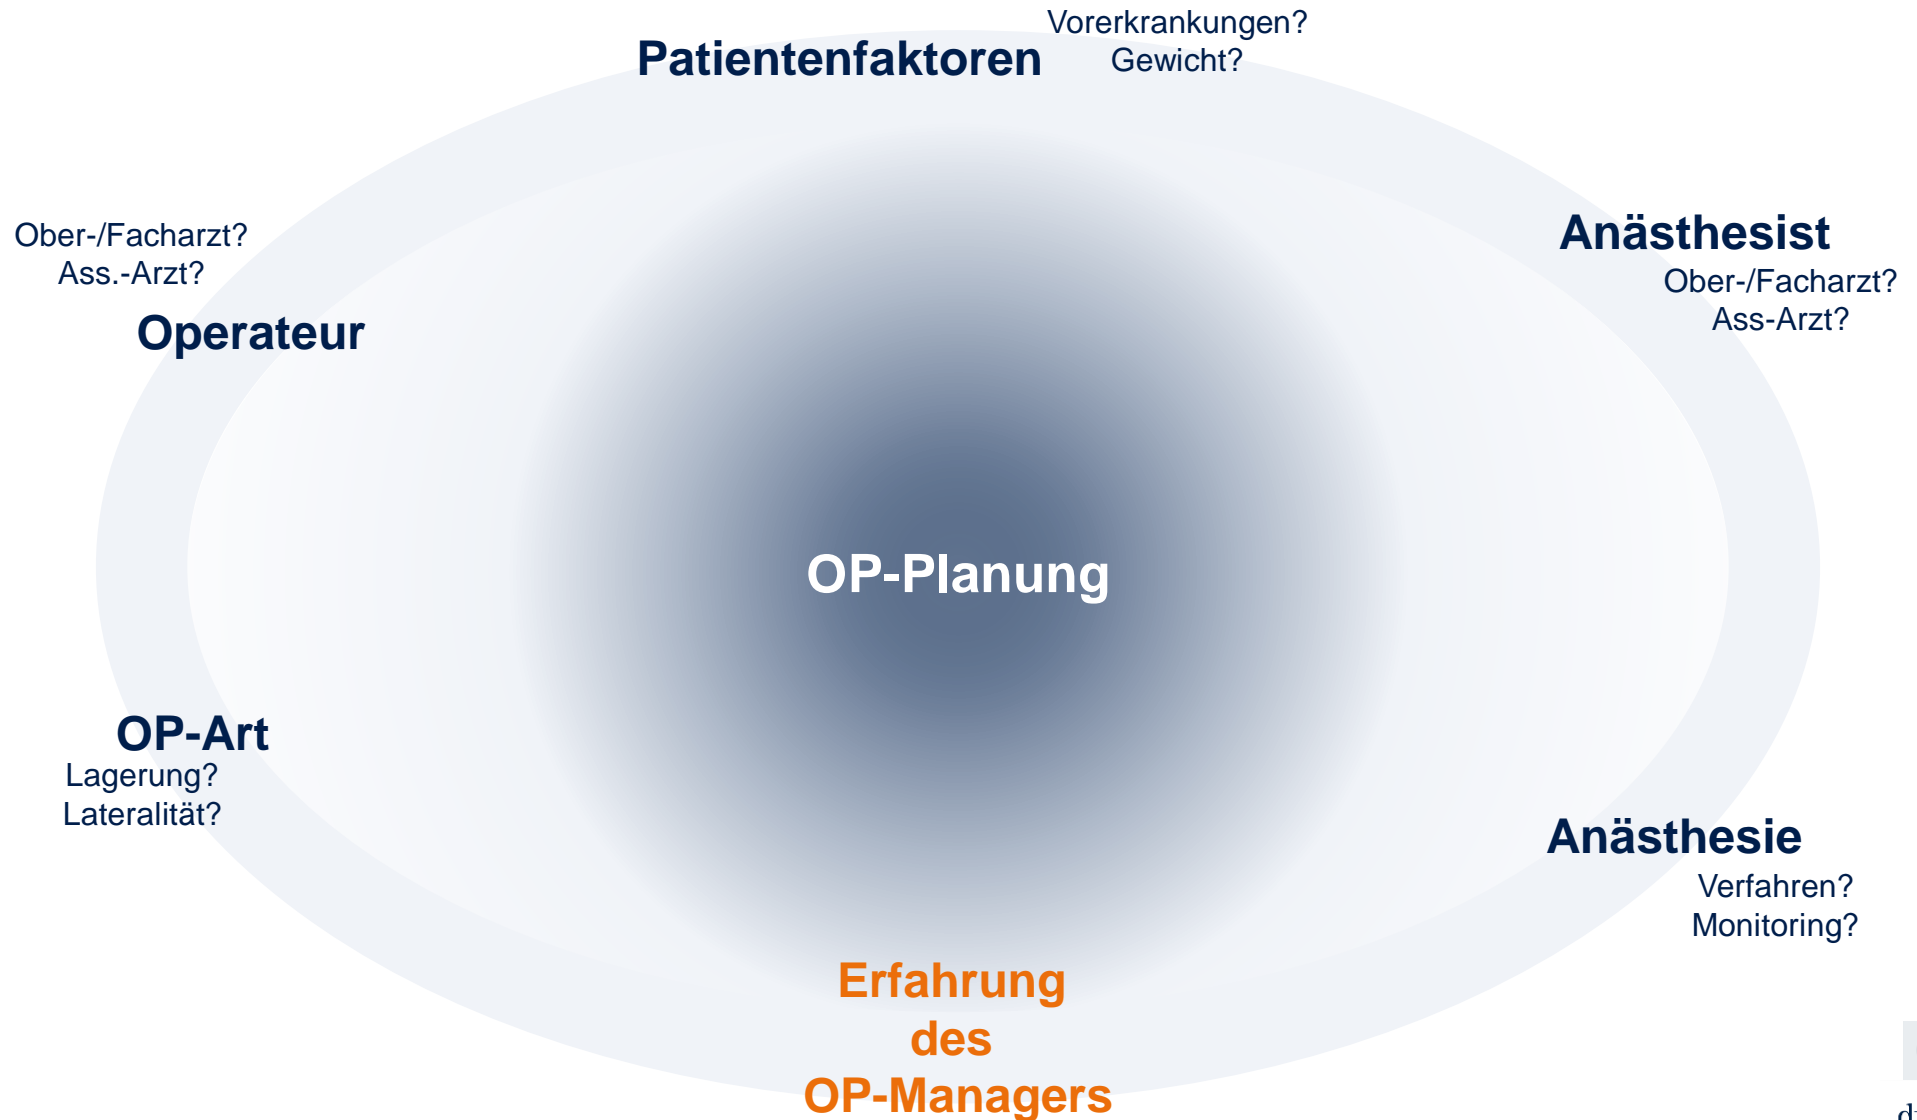 Vorerkrankungen?
Gewicht?
Patientenfaktoren
Ober-/Facharzt?
Ass.-Arzt?
Operateur
Anästhesist
Ober-/Facharzt?
Ass-Arzt?
OP-Planung
OP-Art
Lagerung?
Lateralität?
Anästhesie
Verfahren?
Monitoring?
Erfahrung
des
OP-Managers